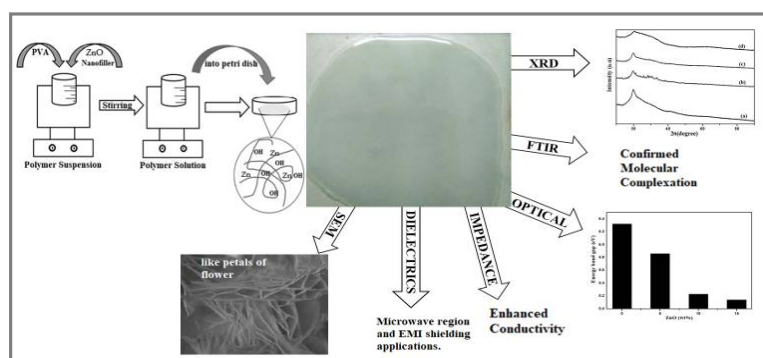 PVA
ZnO
Nanofiller
Stirring
into petri dish
Polymer Suspension
Polymer Solution
OH
Zn
OH
OH
Zn
OH
OH
XRD
FTIR
OPTICAL
IMPEDANCE
DIELECTRICS
SEM
Intensity (a.u)
(d)
(c)
(b)
(a)
2θ(degree)
Confirmed
Molecular
Complexation
Energy band gap (eV)
ZnO (wt%)
like petals of
flower
Microwave region
and EMI shielding
applications.
Enhanced
Conductivity